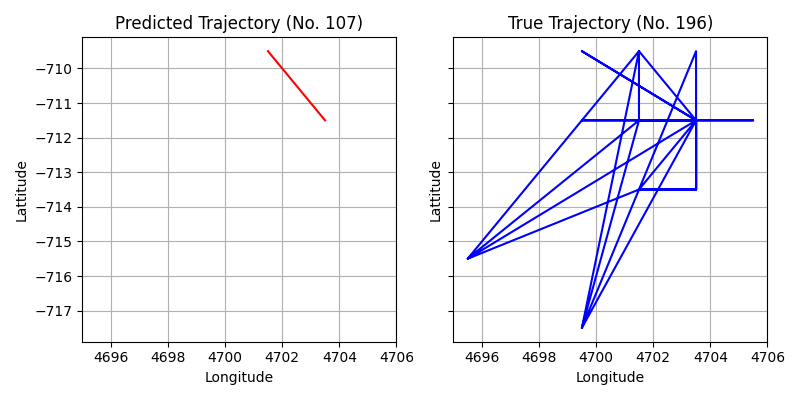 Predicted Trajectory (No. 107)
True Trajectory (No. 196)
Lattitude
−710
−711
−712
−713
−714
−715
−716
−717
4696 4698 4700 4702 4704 4706
Longitude
Lattitude
4696 4698 4700 4702 4704 4706
Longitude